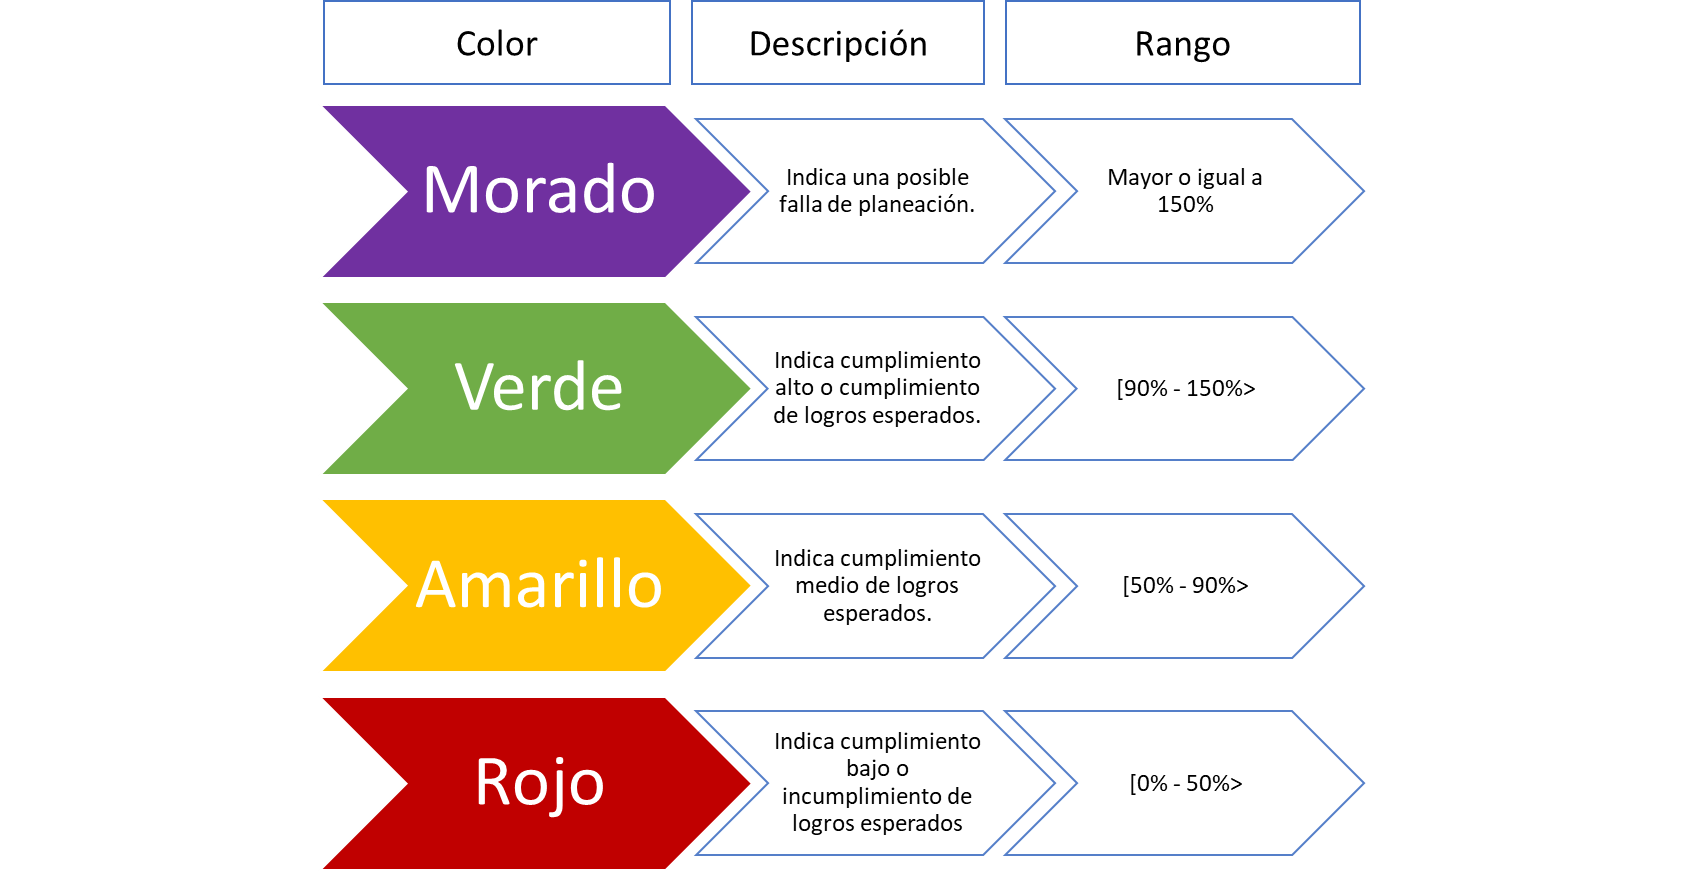 Color
Descripción
Rango
Morado
Indica una posible
falla de planeación.
Mayor o igual a
150%
Verde
Indica cumplimiento
alto o cumplimiento
de logros esperados.
[90% - 150%>
Amarillo
Indica cumplimiento
medio de logros
esperados.
[50% - 90%>
Rojo
Indica cumplimiento
bajo o
incumplimiento de
logros esperados
[0% - 50%>